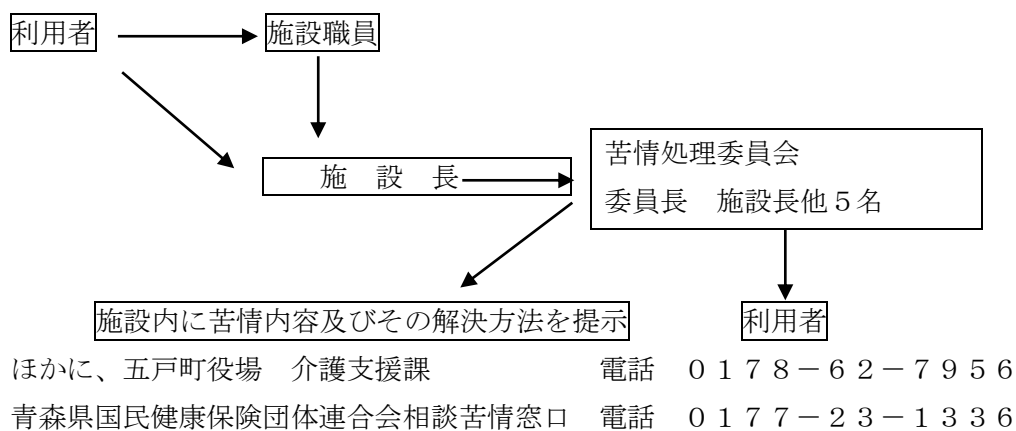 利用者
施設職員
施　設　長
苦情処理委員会
委員長　施設長他５名
施設内に苦情内容及びその解決方法を提示
利用者
ほかに、五戸町役場　介護支援課　電話　０１７８－６２－７９５６
青森県国民健康保険団体連合会相談苦情窓口　電話　０１７７－２３－１３３６